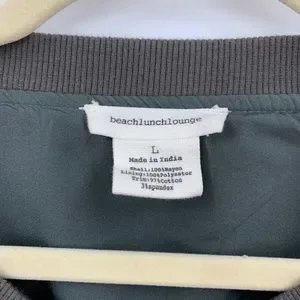 beachlunchlounge
L
Made in India
Shell:100%Rayon
Lining:100%Polyester
Trim:97%Cotton
3%spandex